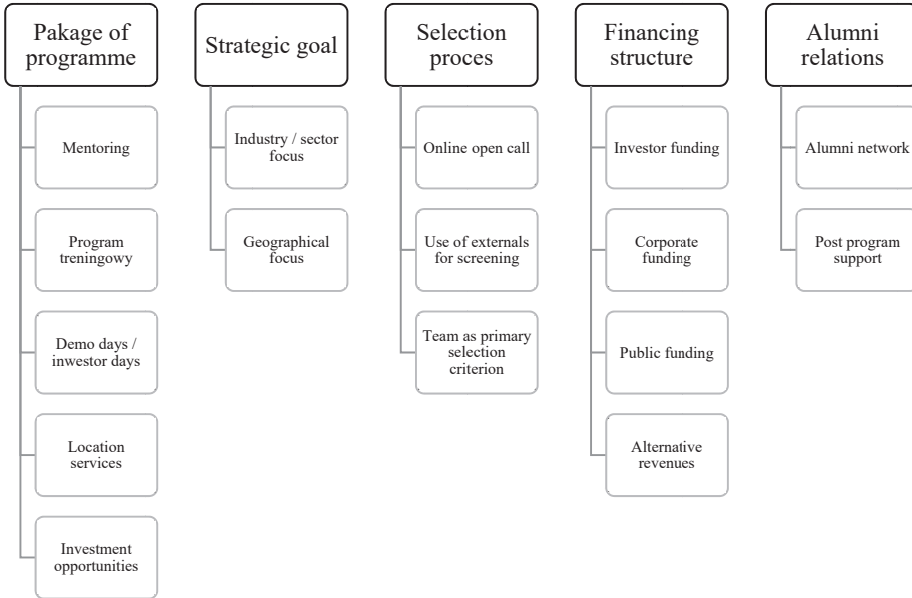 Pakage of
programme
Mentoring
Program
treningowy
Demo days /
inwestor days
Location
services
Investment
opportunities
Strategic goal
Industry / sector
focus
Geographical
focus
Selection
proces
Online open call
Use of externals
for screening
Team as primary
selection
criterion
Financing
structure
Investor funding
Corporate
funding
Public funding
Alternative
revenues
Alumni
relations
Alumni network
Post program
support